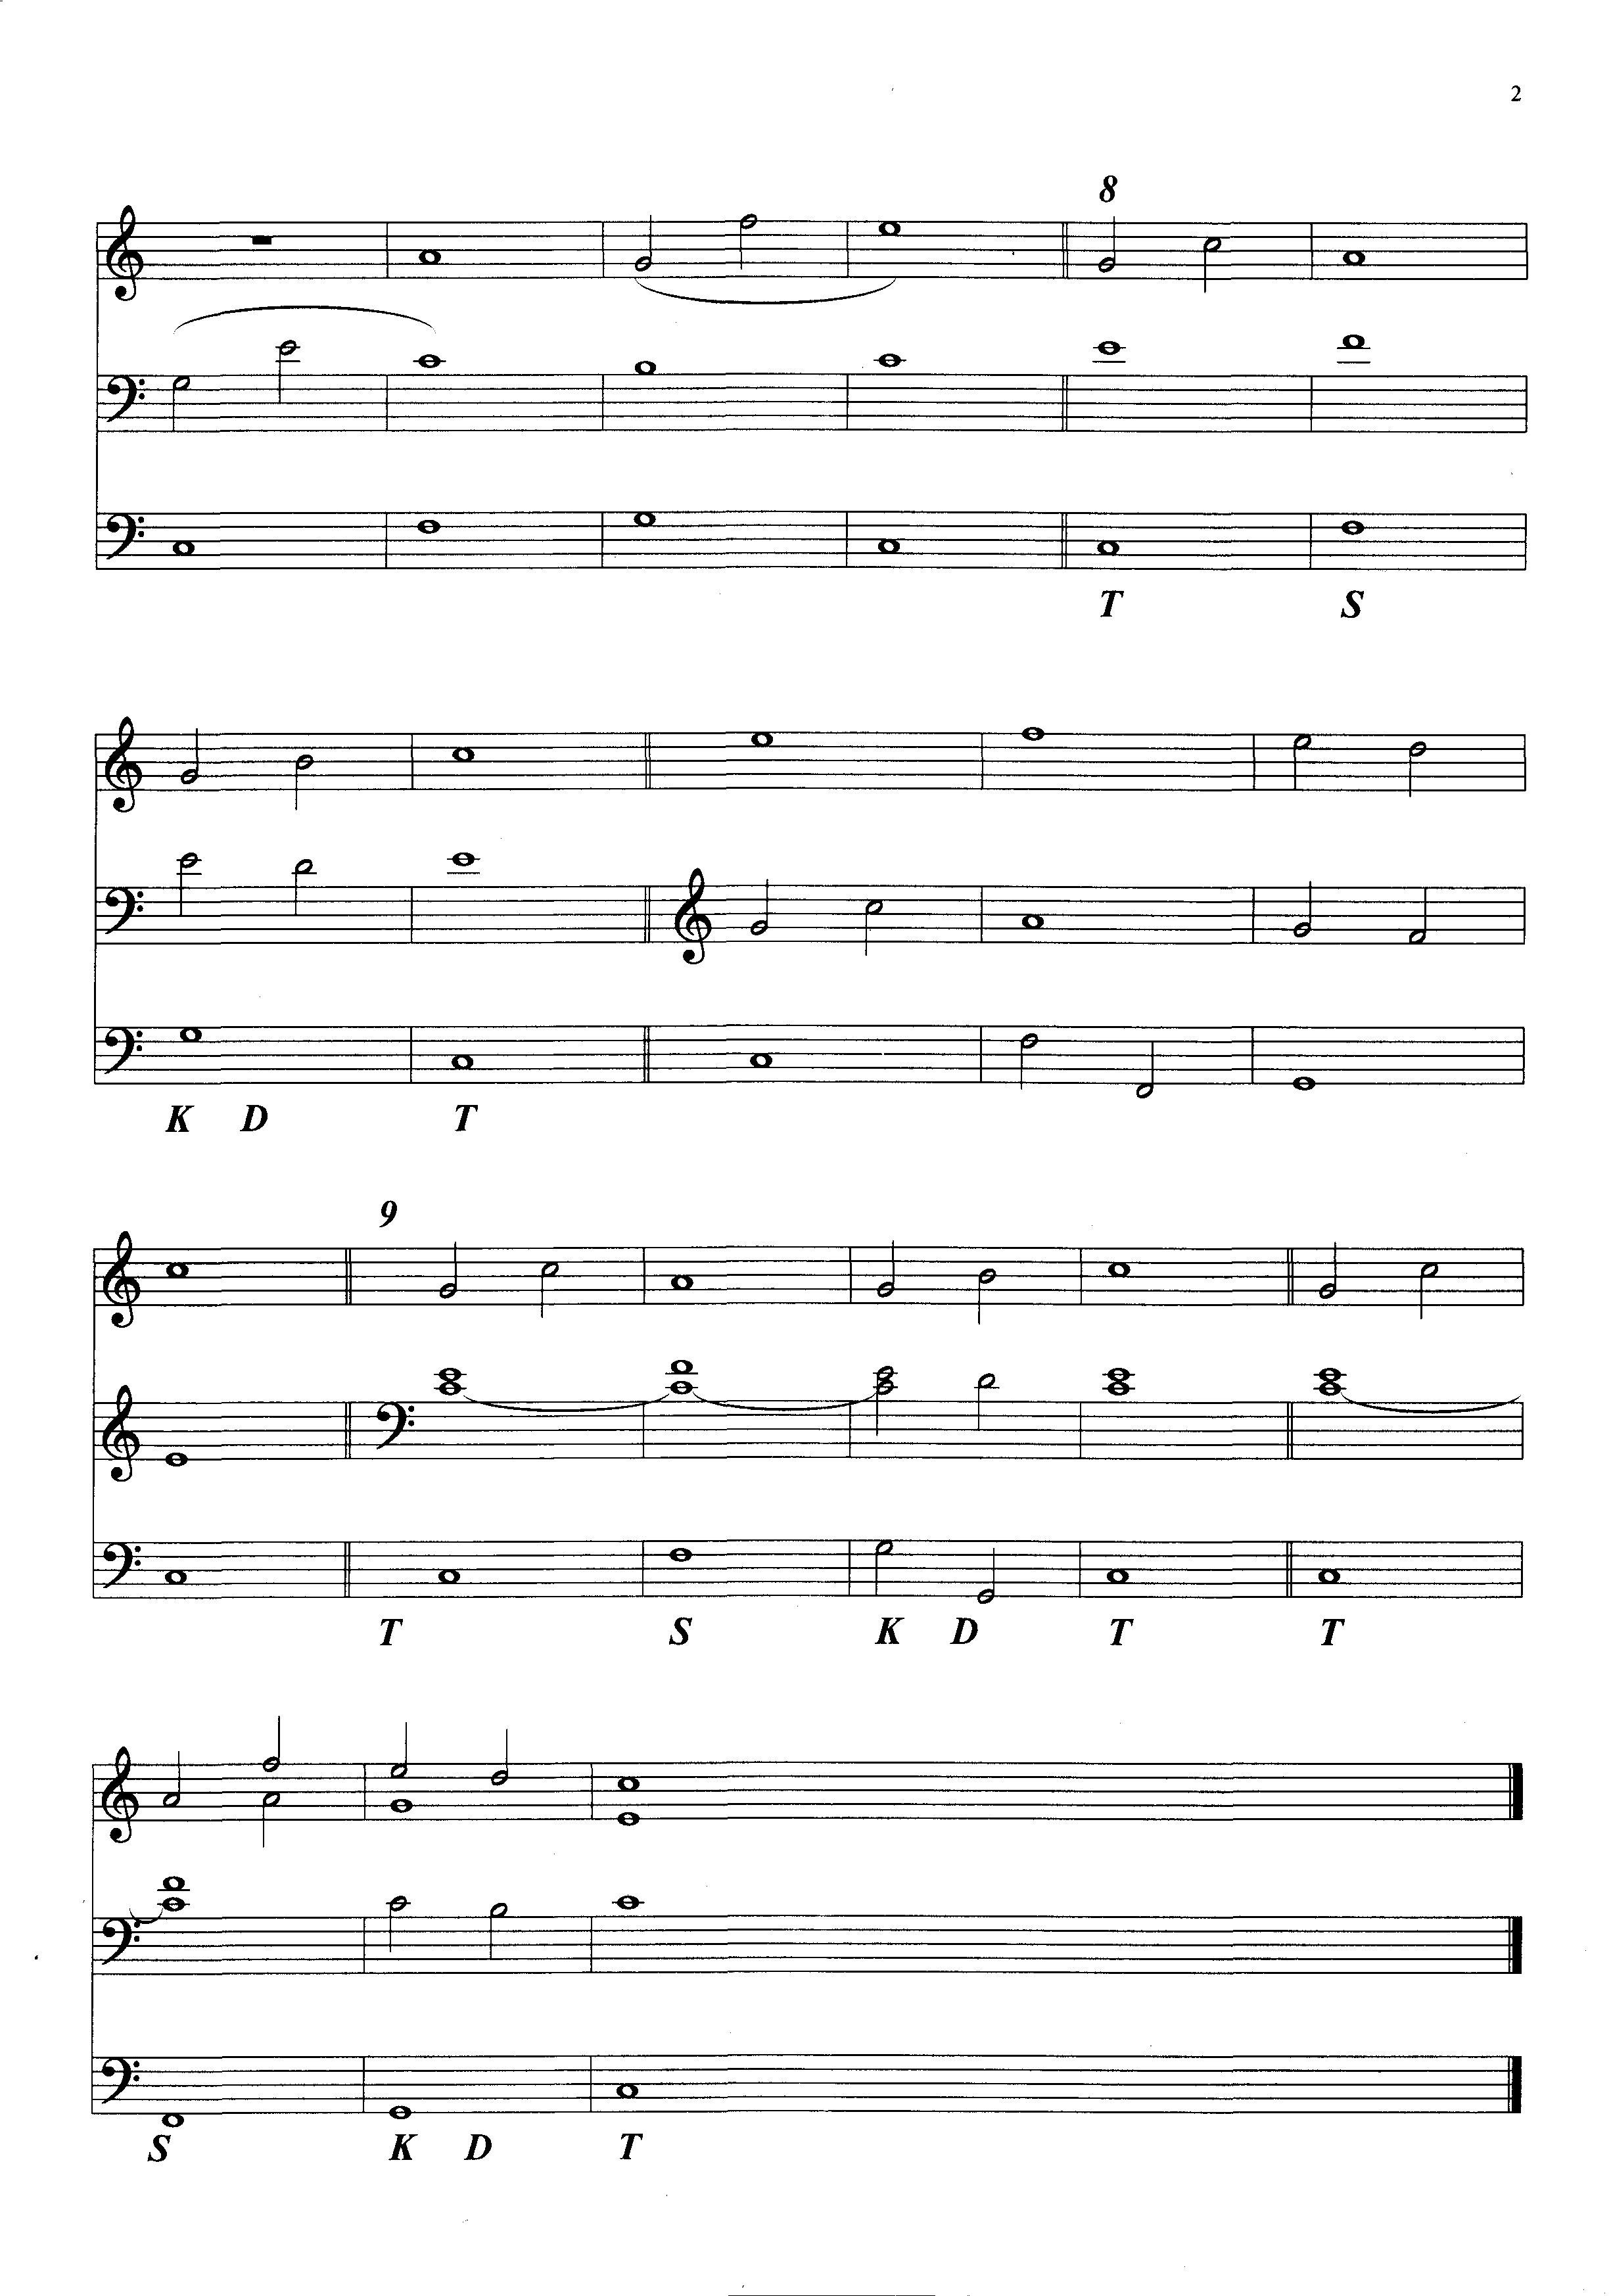 2
8
T S
K D T
9
T S K D T T
S K D T